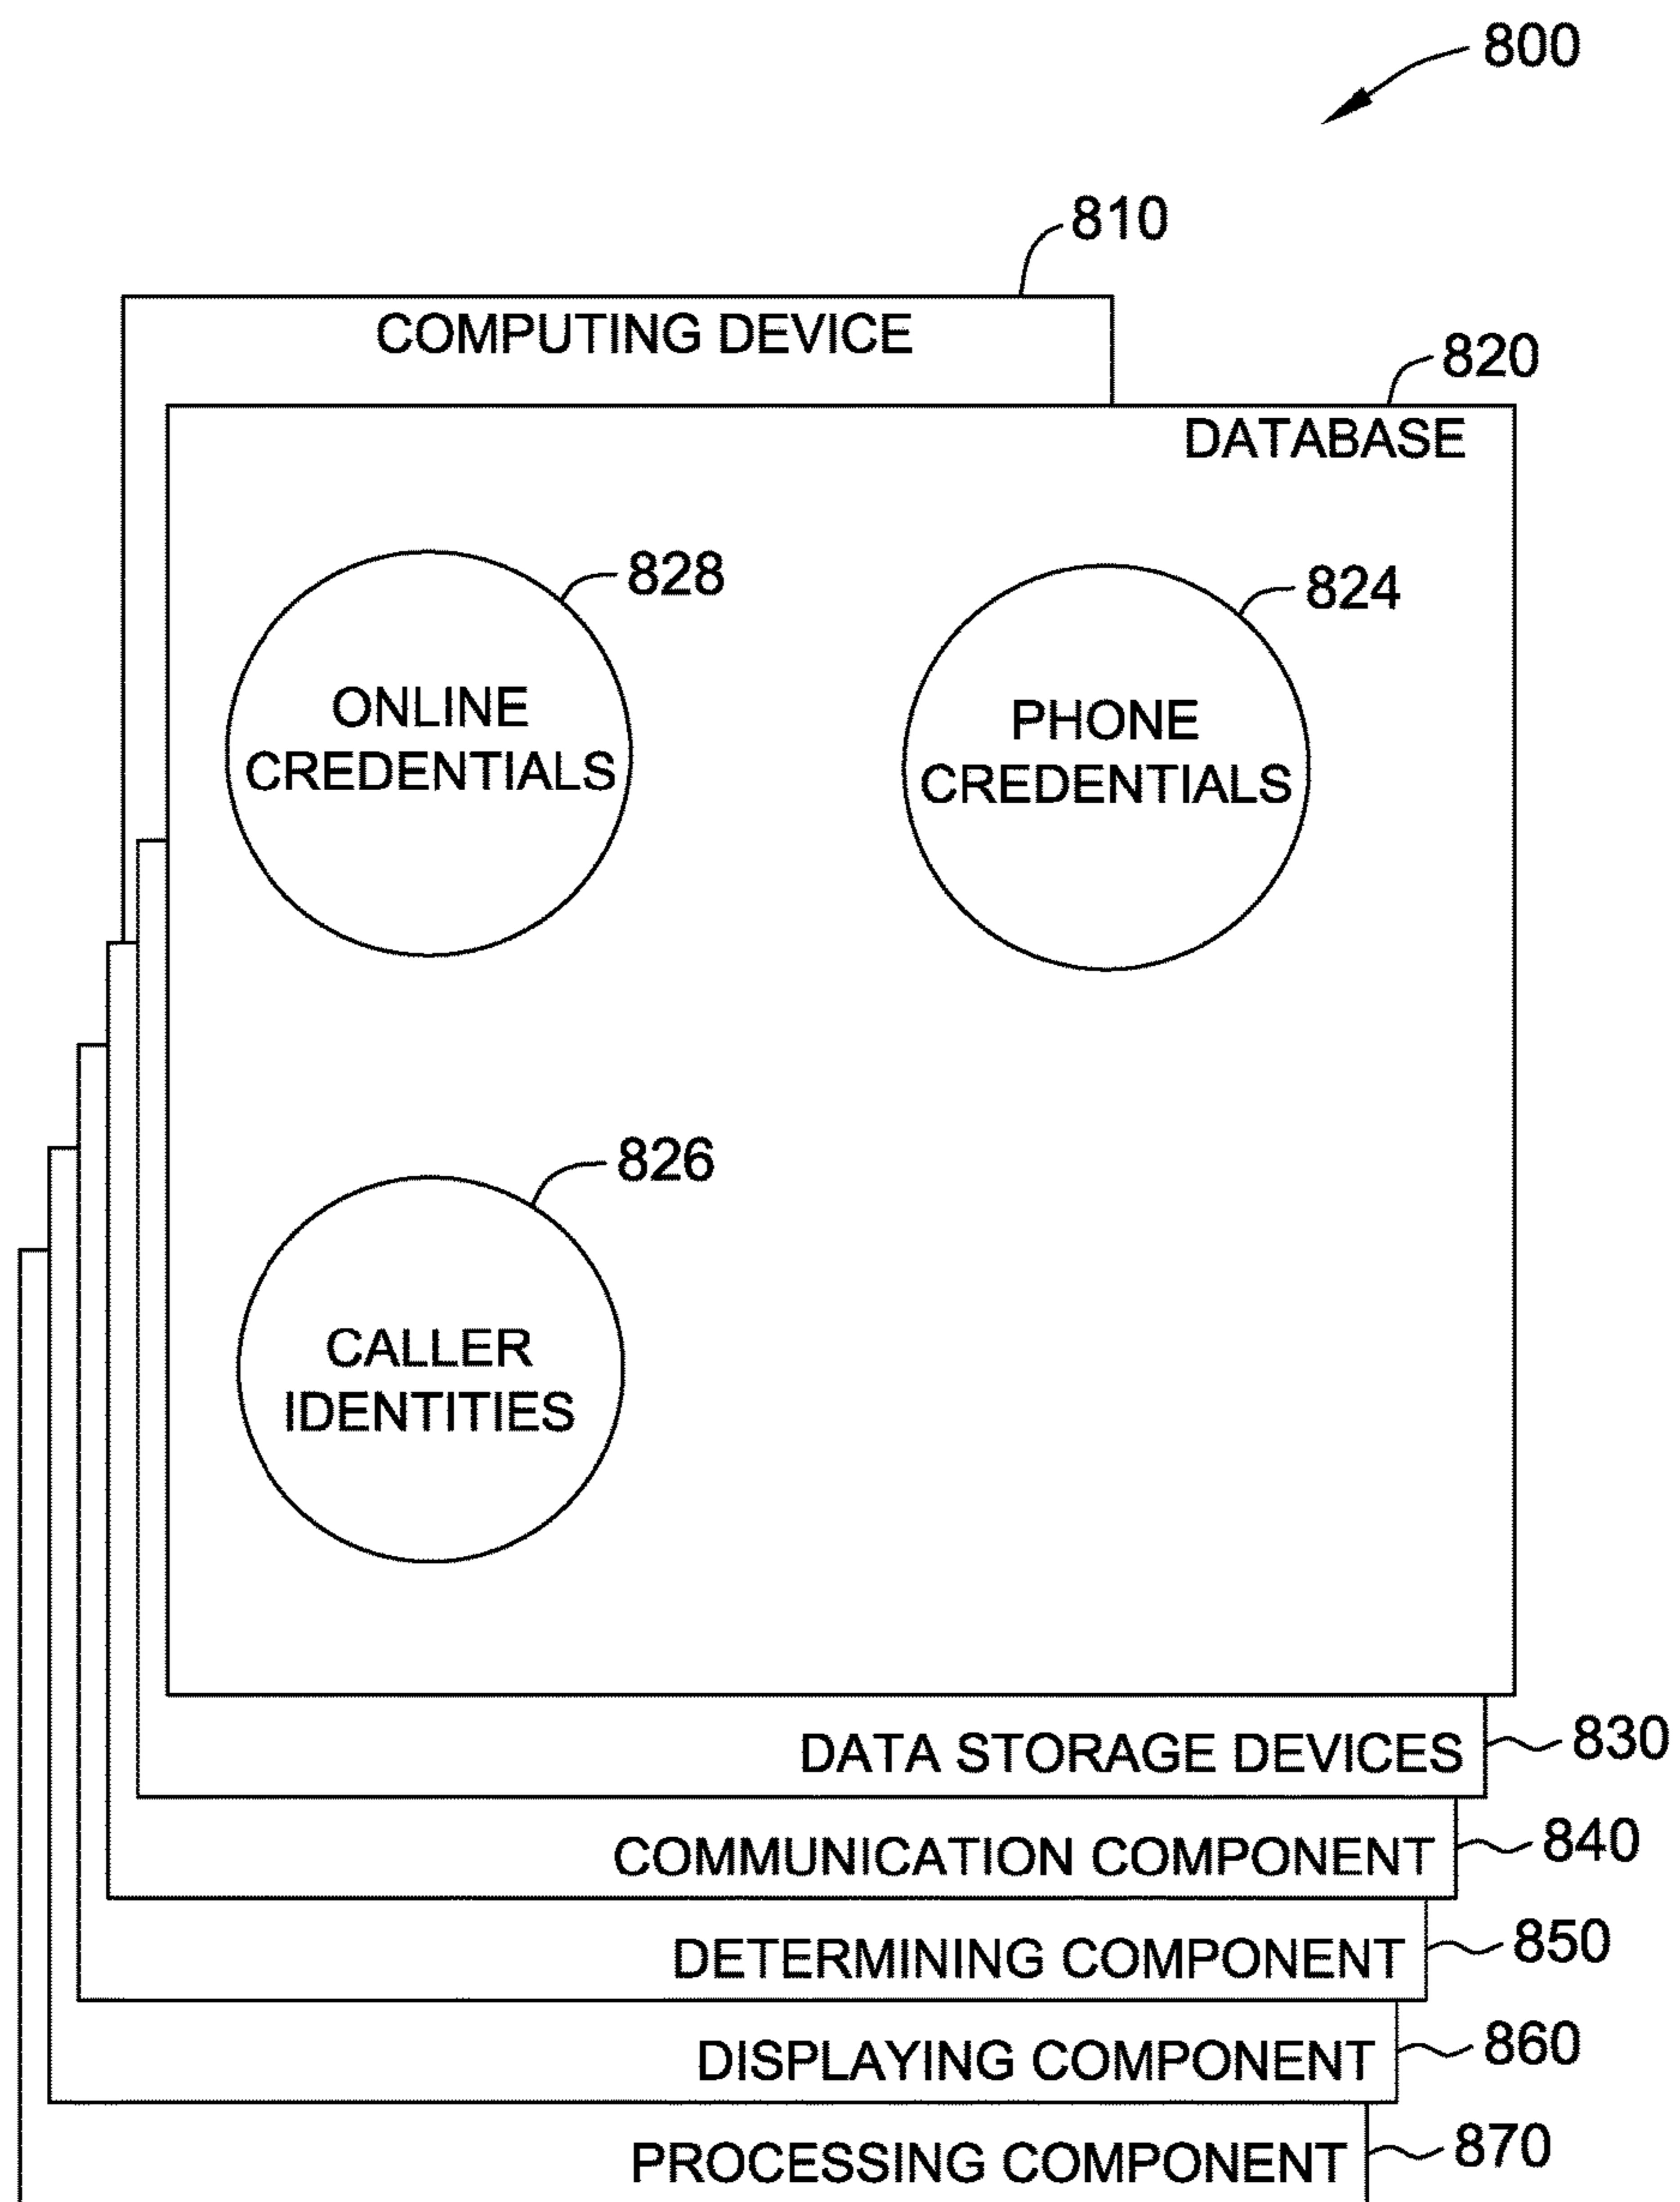 800
810
COMPUTING DEVICE
820
DATABASE
828
824
ONLINE
CREDENTIALS
PHONE
CREDENTIALS
826
CALLER
IDENTITIES
DATA STORAGE DEVICES
830
COMMUNICATION COMPONENT
840
DETERMINING COMPONENT
850
DISPLAYING COMPONENT
860
PROCESSING COMPONENT
870